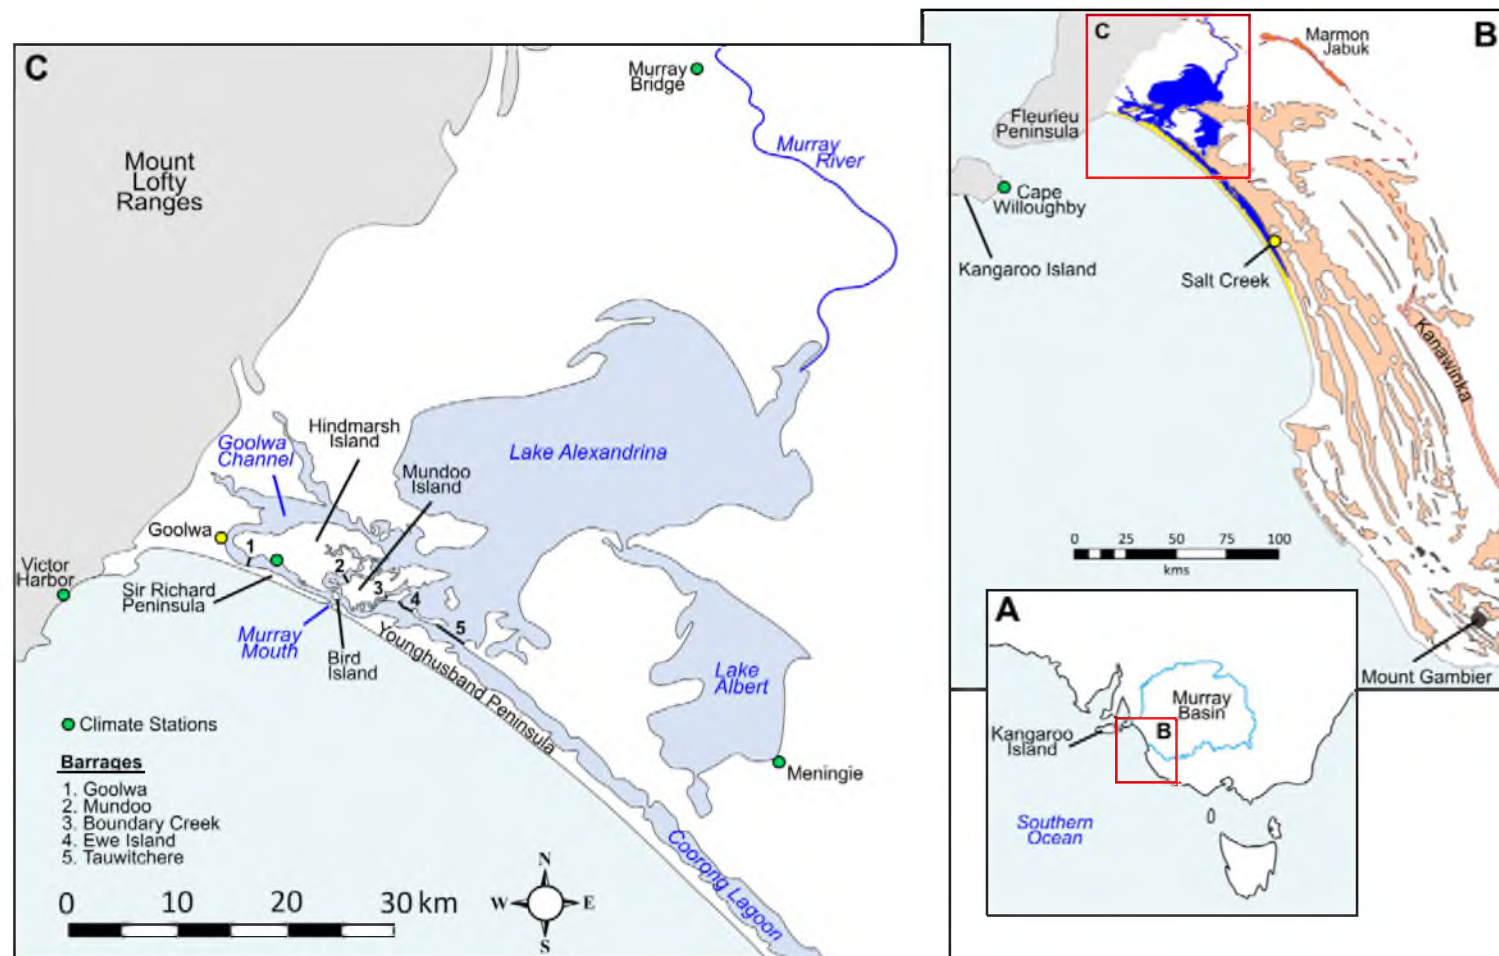 C
Murray
Bridge
Murray
River
Mount
Lofty
Ranges
Hindmarsh
Island
Goolwa
Channel
Mundoo
Island
Lake Alexandrina
Goolwa
1
2
3
4
5
Victor
Harbor
Sir Richard
Peninsula
Murray
Mouth
Bird
Island
Younghusband Peninsula
Lake
Albert
Meningie
Coorong Lagoon
Climate Stations
Barrages
1. Goolwa
2. Mundoo
3. Boundary Creek
4. Ewe Island
5. Tauwitchere
0 10 20 30 km
N
W E
S
B
C
Marmon
Jabuk
Fleurieu
Peninsula
Cape
Willoughby
Kangaroo Island
Salt Creek
Kanawinka
0 25 50 75 100
kms
Mount Gambier
A
Murray
Basin
Kangaroo
Island
B
Southern
Ocean